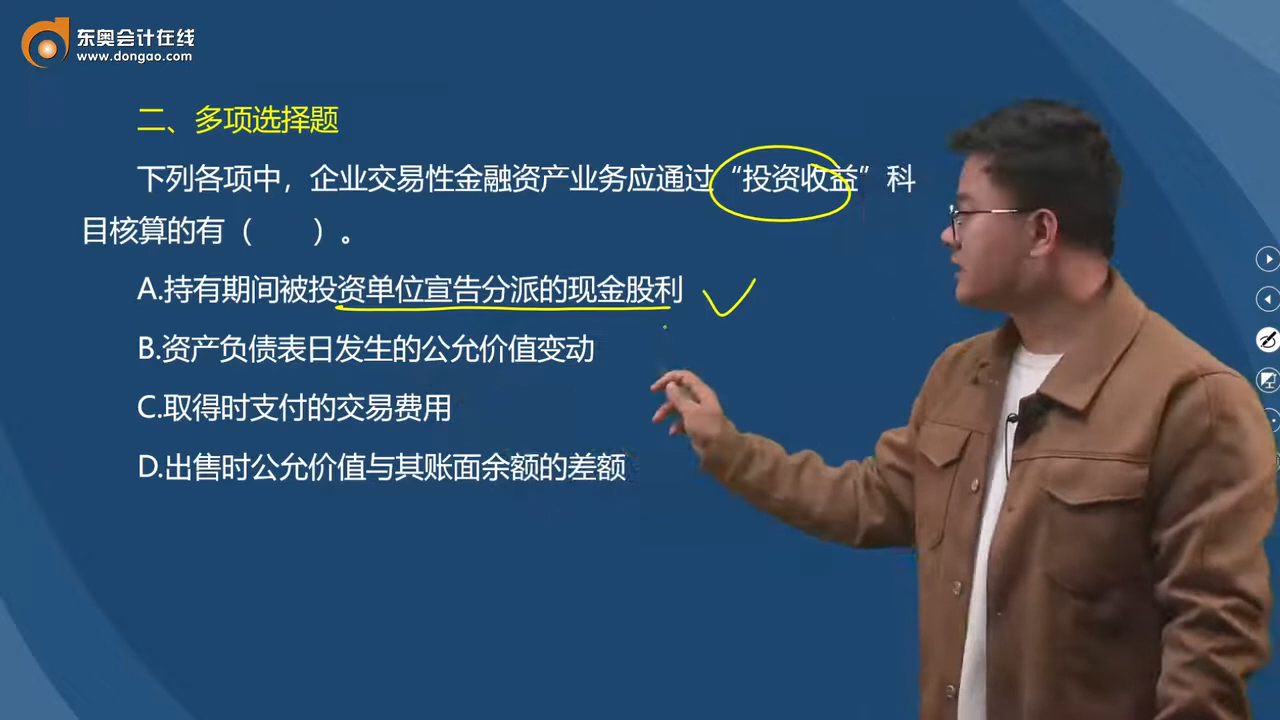 东奥会计在线
www.dongao.com
二、多项选择题
下列各项中，企业交易性金融资产业务应通过“投资收益”科
目核算的有（　　）。
A.持有期间被投资单位宣告分派的现金股利
B.资产负债表日发生的公允价值变动
C.取得时支付的交易费用
D.出售时公允价值与其账面余额的差额